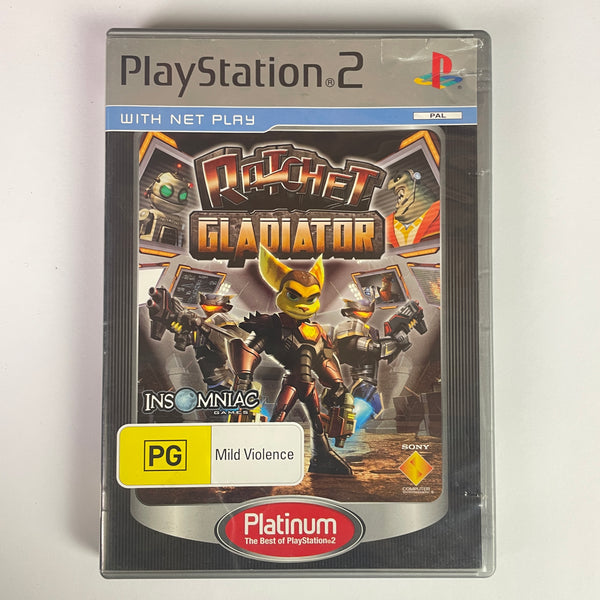 PlayStation®2
WITH NET PLAY
PAL
RATCHET
GLADIATOR
INSOMNIAC
GAMES
PG
Mild Violence
SONY
COMPUTER
Platinum
The Best of PlayStation®2